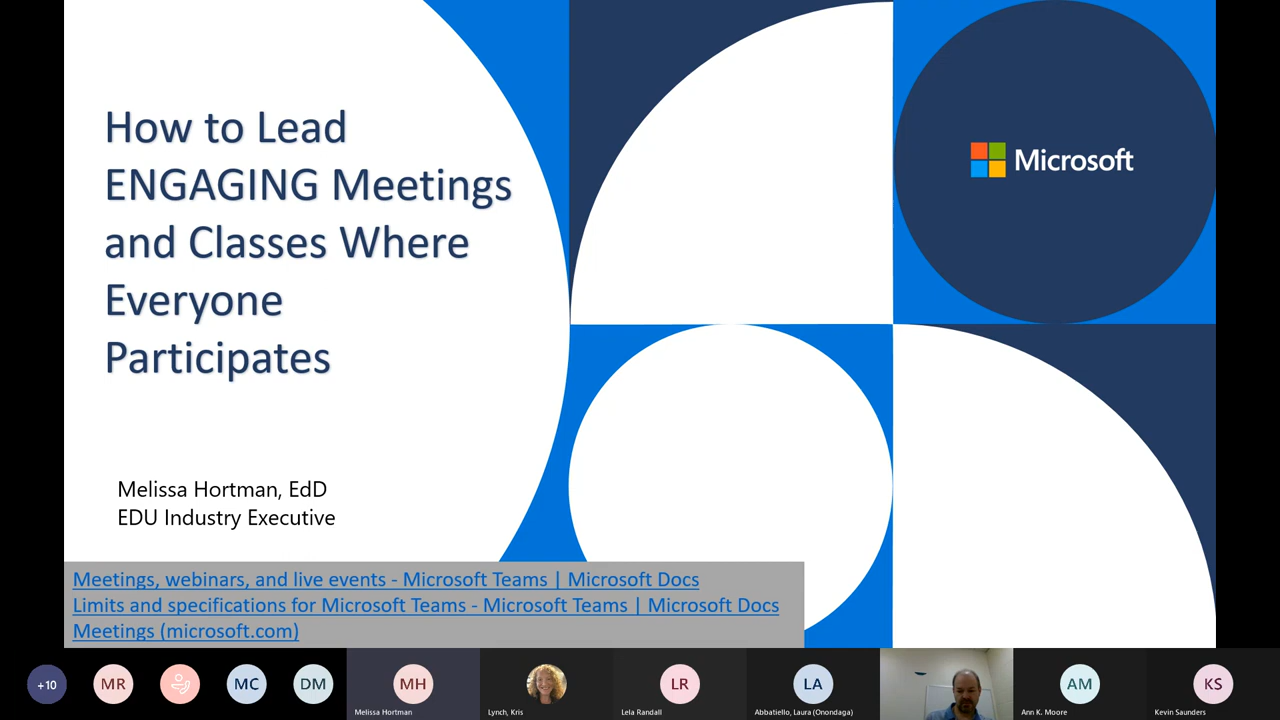 How to Lead
ENGAGING Meetings
and Classes Where
Everyone
Participates
Microsoft
Melissa Hortman, EdD
EDU Industry Executive
Meetings, webinars, and live events - Microsoft Teams | Microsoft Docs
Limits and specifications for Microsoft Teams - Microsoft Teams | Microsoft Docs
Meetings (microsoft.com)
+10
MR
MC
DM
MH
Melissa Hortman
Lynch, Kris
LR
Lela Randall
LA
Abbatiello, Laura (Onondaga)
AM
Ann K. Moore
KS
Kevin Saunders